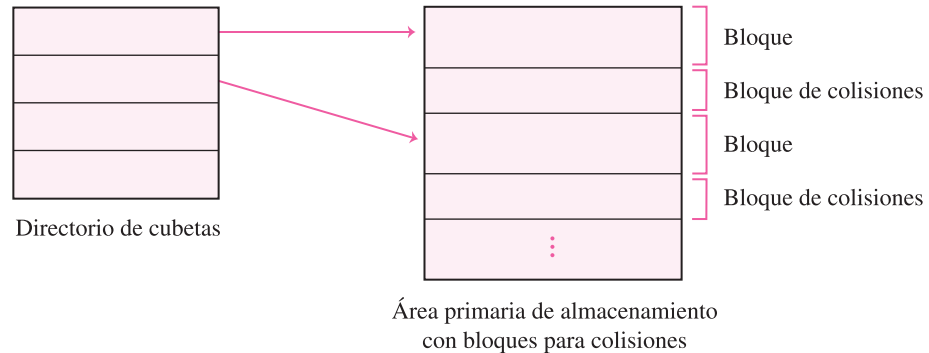 Bloque
Bloque de colisiones
Bloque
Bloque de colisiones
Directorio de cubetas
Área primaria de almacenamiento
con bloques para colisiones